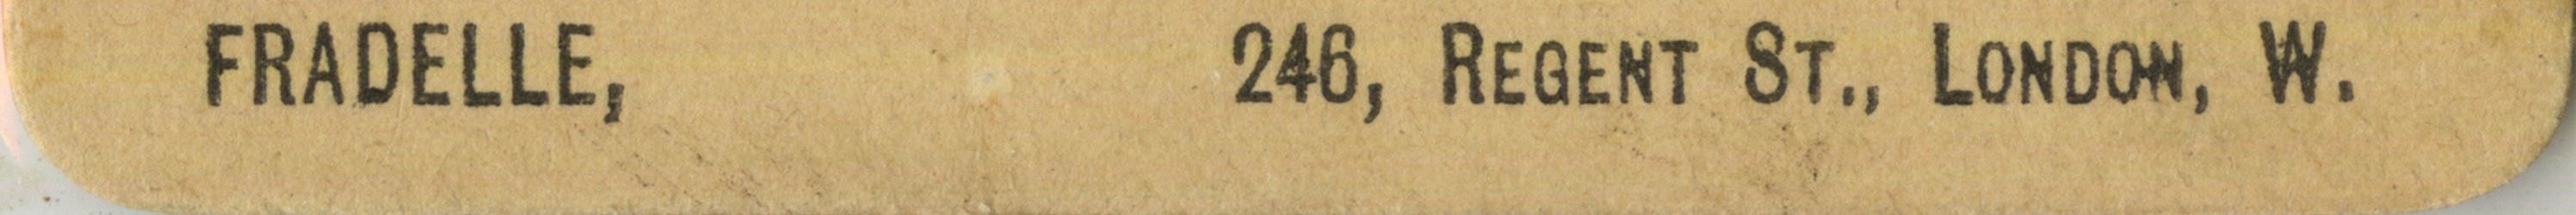 FRADELLE, 246, REGENT ST., LONDON, W.